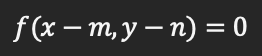 f(x − m, y − n) = 0